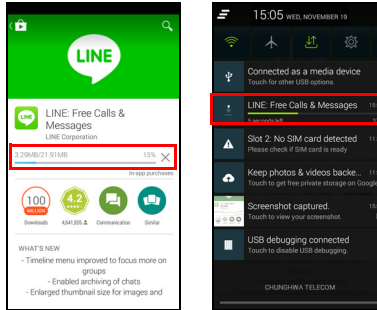 LINE
LINE
LINE: Free Calls &
Messages
LINE Corporation
3.29MB/21.91MB 15%
In-app purchases
100
MILLION
4.2
Downloads 4,641,826 Communication Similar
WHAT'S NEW
- Timeline menu improved to focus more on
groups
- Enabled archiving of chats
- Enlarged thumbnail size for images and
15:05 WED, NOVEMBER 19
Connected as a media device
Touch for other USB options.
LINE: Free Calls & Messages
5 seconds left
Slot 2: No SIM card detected
Please check if SIM card is ready
Keep photos & videos backe..
Touch to get free private storage on Google
Screenshot captured.
Touch to view your screenshot.
USB debugging connected
Touch to disable USB debugging.
CHUNGHWA TELECOM